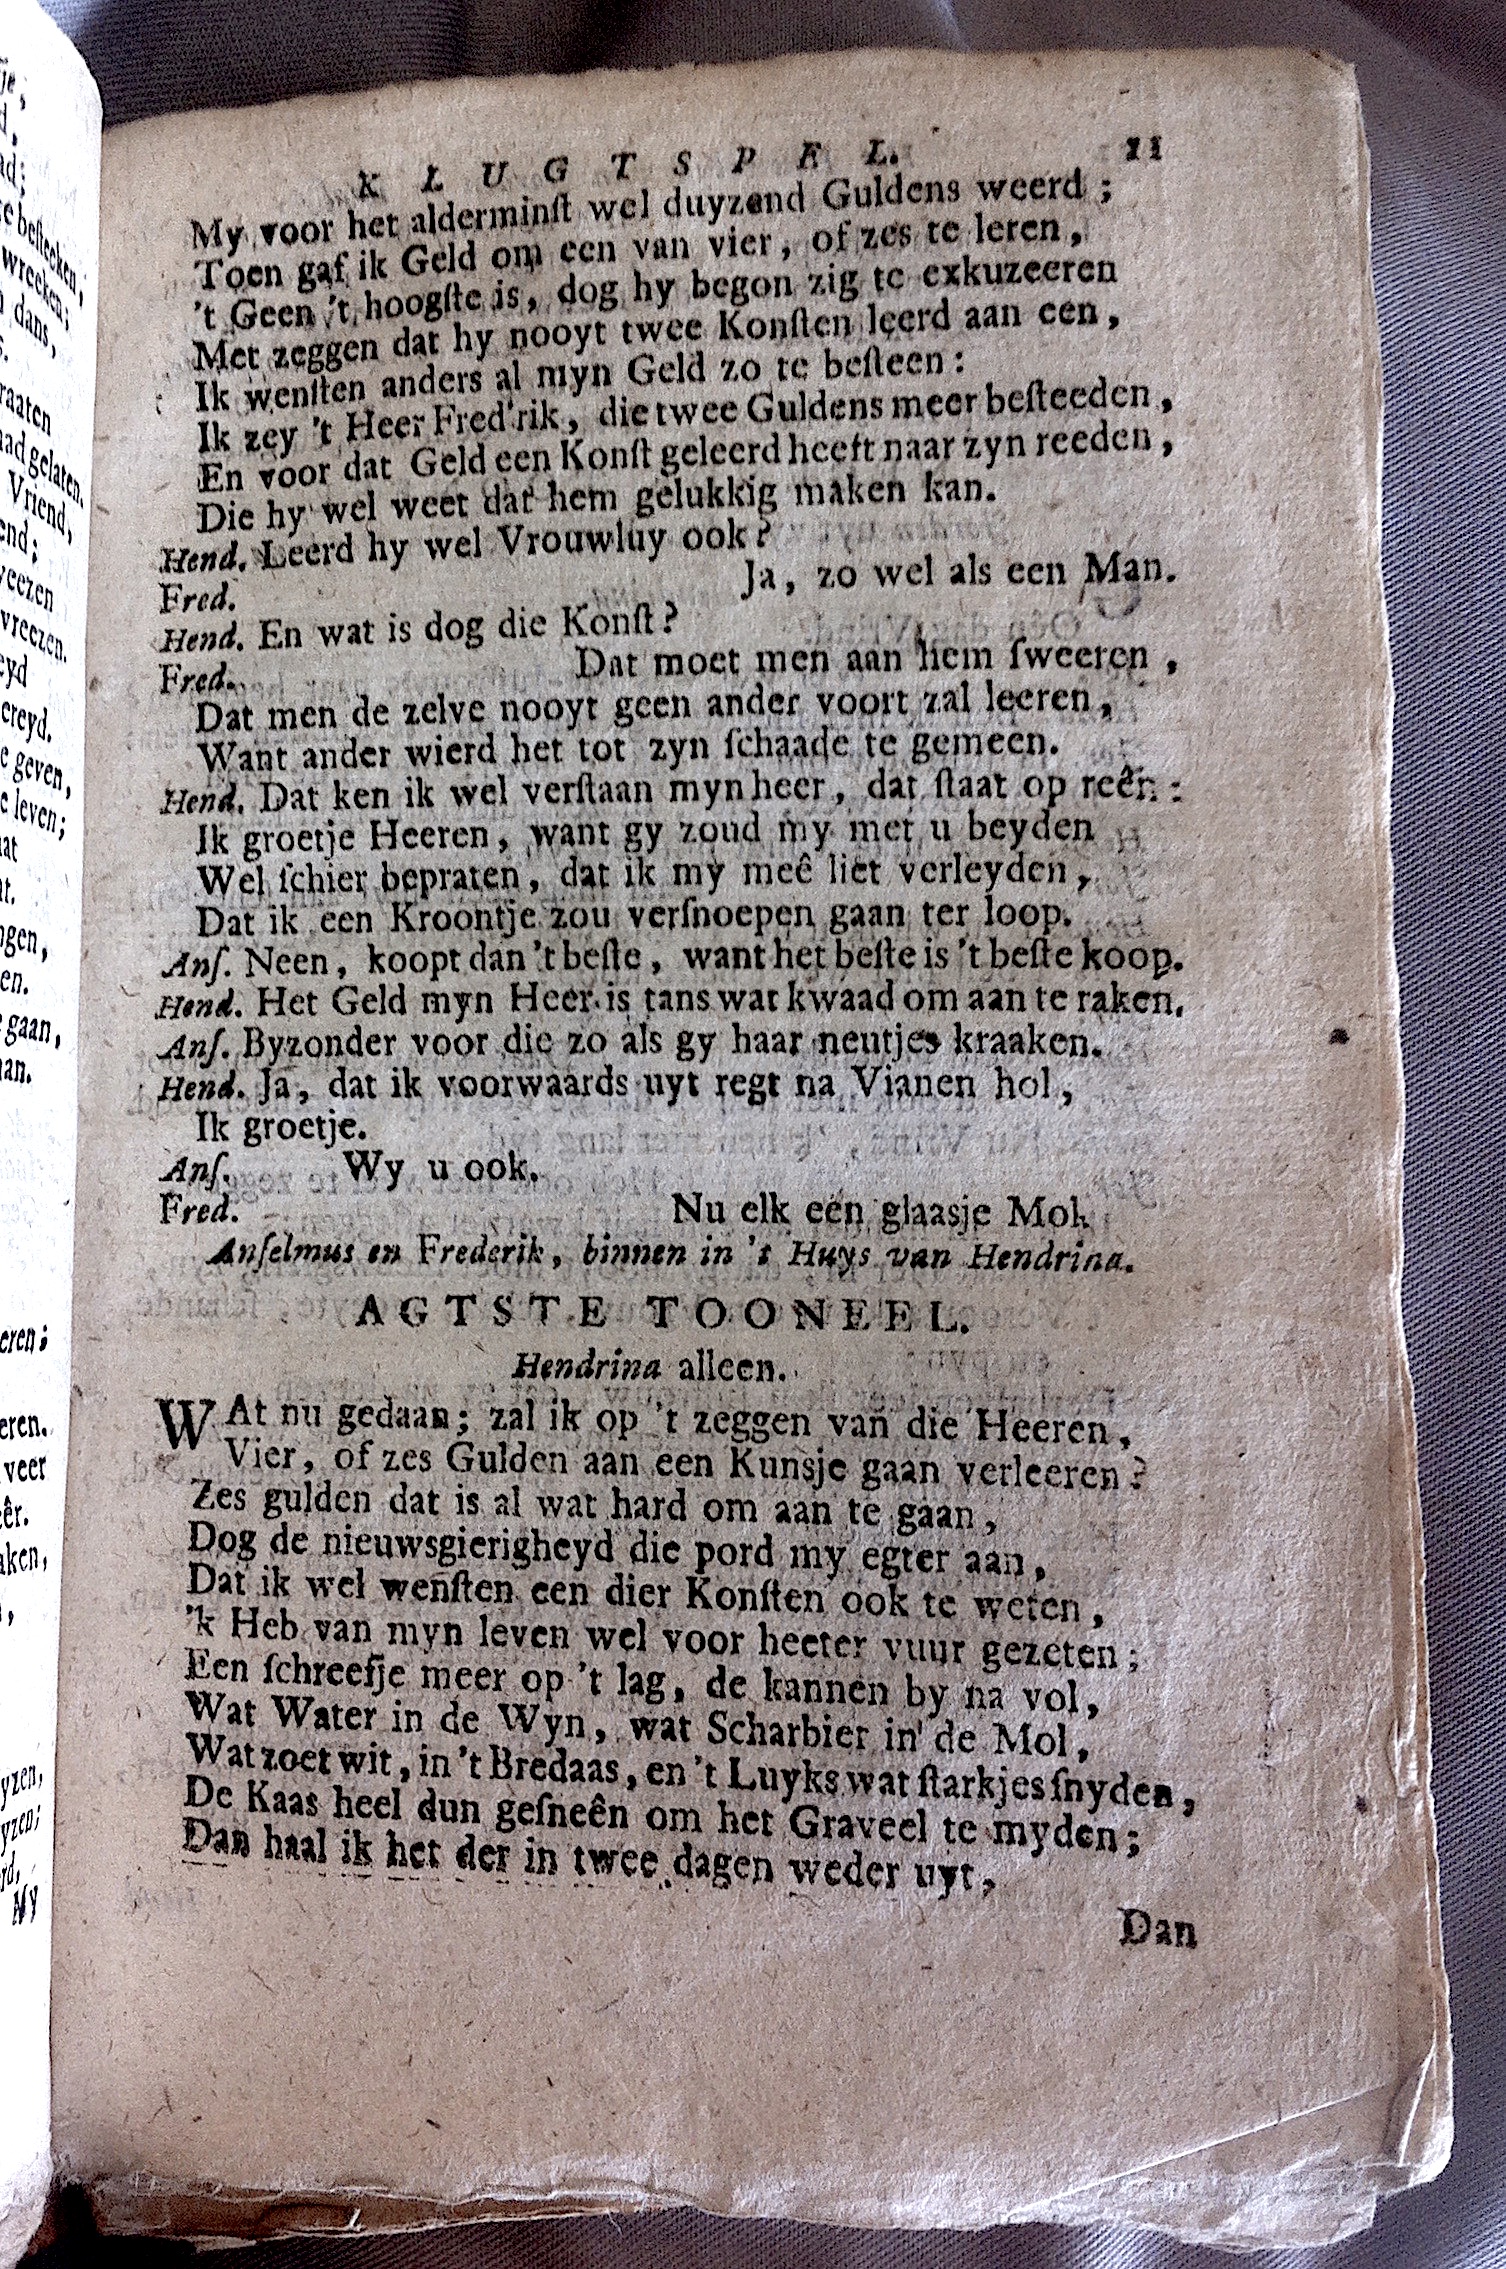 KLUGTSPEL. 11
My voor het alderminſt wel duyzend Guldens weerd;
Toen gaf ik Geld om een van vier, of zes te leren,
't Geen 't hoogſte is, dog hy begon zig te exkuzeeren
Met zeggen dat hy nooyt twee Konſten leerd aan een,
Ik wenſten anders al myn Geld zo te beſteen:
Ik zey 't Heer Fred'rik, die twee Guldens meer beſteeden,
En voor dat Geld een Konſt geleerd heeft naar zyn reeden,
Die hy wel weet dat hem gelukkig maken kan.
Hend. Leerd hy wel Vrouwluy ook?
Fred. Ja, zo wel als een Man.
Hend. En wat is dog die Konſt?
Fred. Dat moet men aan hem ſweeren,
Dat men de zelve nooyt geen ander voort zal leeren,
Want ander wierd het tot zyn ſchaade te gemeen.
Hend. Dat ken ik wel verſtaan mynheer, dat ſtaat op reên:
Ik groetje Heeren, want gy zoud my met u beyden
Wel ſchier bepraten, dat ik my meê liet verleyden,
Dat ik een Kroontje zou verſnoepen gaan ter loop.
Anſ. Neen, koopt dan 't beſte, want het beſte is 't beſte koop.
Hend. Het Geld myn Heer is tans wat kwaad om aan te raken.
Anſ. Byzonder voor die zo als gy haar neutjes kraaken.
Hend. Ja, dat ik voorwaards uyt regt na Vianen hol,
Ik groetje.
Anſ. Wy u ook.
Fred. Nu elk een glaasje Mol.
Anſelmus en Frederik, binnen in 't Huys van Hendrina.
AGTSTE TOONEEL.
Hendrina alleen.
WAt nu gedaan; zal ik op 't zeggen van die Heeren,
Vier, of zes Gulden aan een Kunsje gaan verleeren?
Zes gulden dat is al wat hard om aan te gaan,
Dog de nieuwsgierigheyd die pord my egter aan,
Dat ik wel wenſten een dier Konſten ook te weten,
'k Heb van myn leven wel voor heeter vuur gezeten;
Een ſchreefje meer op 't lag, de kannen by na vol,
Wat Water in de Wyn, wat Scharbier in de Mol,
Wat zoet wit, in 't Bredaas, en 't Luyks wat ſtarkjes ſnyden,
De Kaas heel dun geſneên om het Graveel te myden;
Dan haal ik het der in twee dagen weder uyt,
Dan